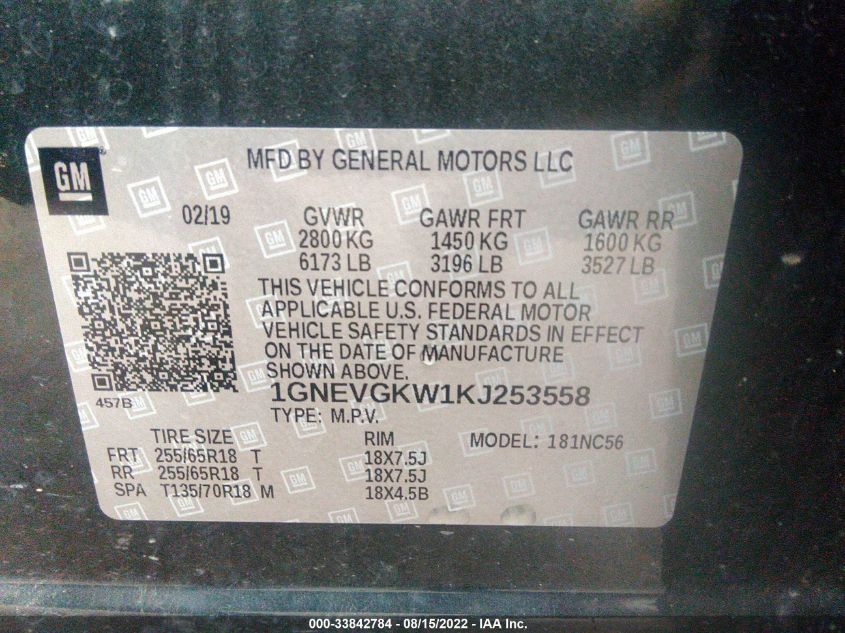 GM
MFD BY GENERAL MOTORS LLC
02/19 GVWR GAWR FRT GAWR RR
2800 KG 1450 KG 1600 KG
6173 LB 3196 LB 3527 LB
THIS VEHICLE CONFORMS TO ALL
APPLICABLE U.S. FEDERAL MOTOR
VEHICLE SAFETY STANDARDS IN EFFECT
ON THE DATE OF MANUFACTURE
SHOWN ABOVE.
457B 1GNEVGKW1KJ253558
TYPE: M.P.V.
TIRE SIZE RIM MODEL: 181NC56
FRT 255/65R18 T 18X7.5J
RR 255/65R18 T 18X7.5J
SPA T135/70R18 M 18X4.5B
000-33842784 - 08/15/2022 - IAA Inc.